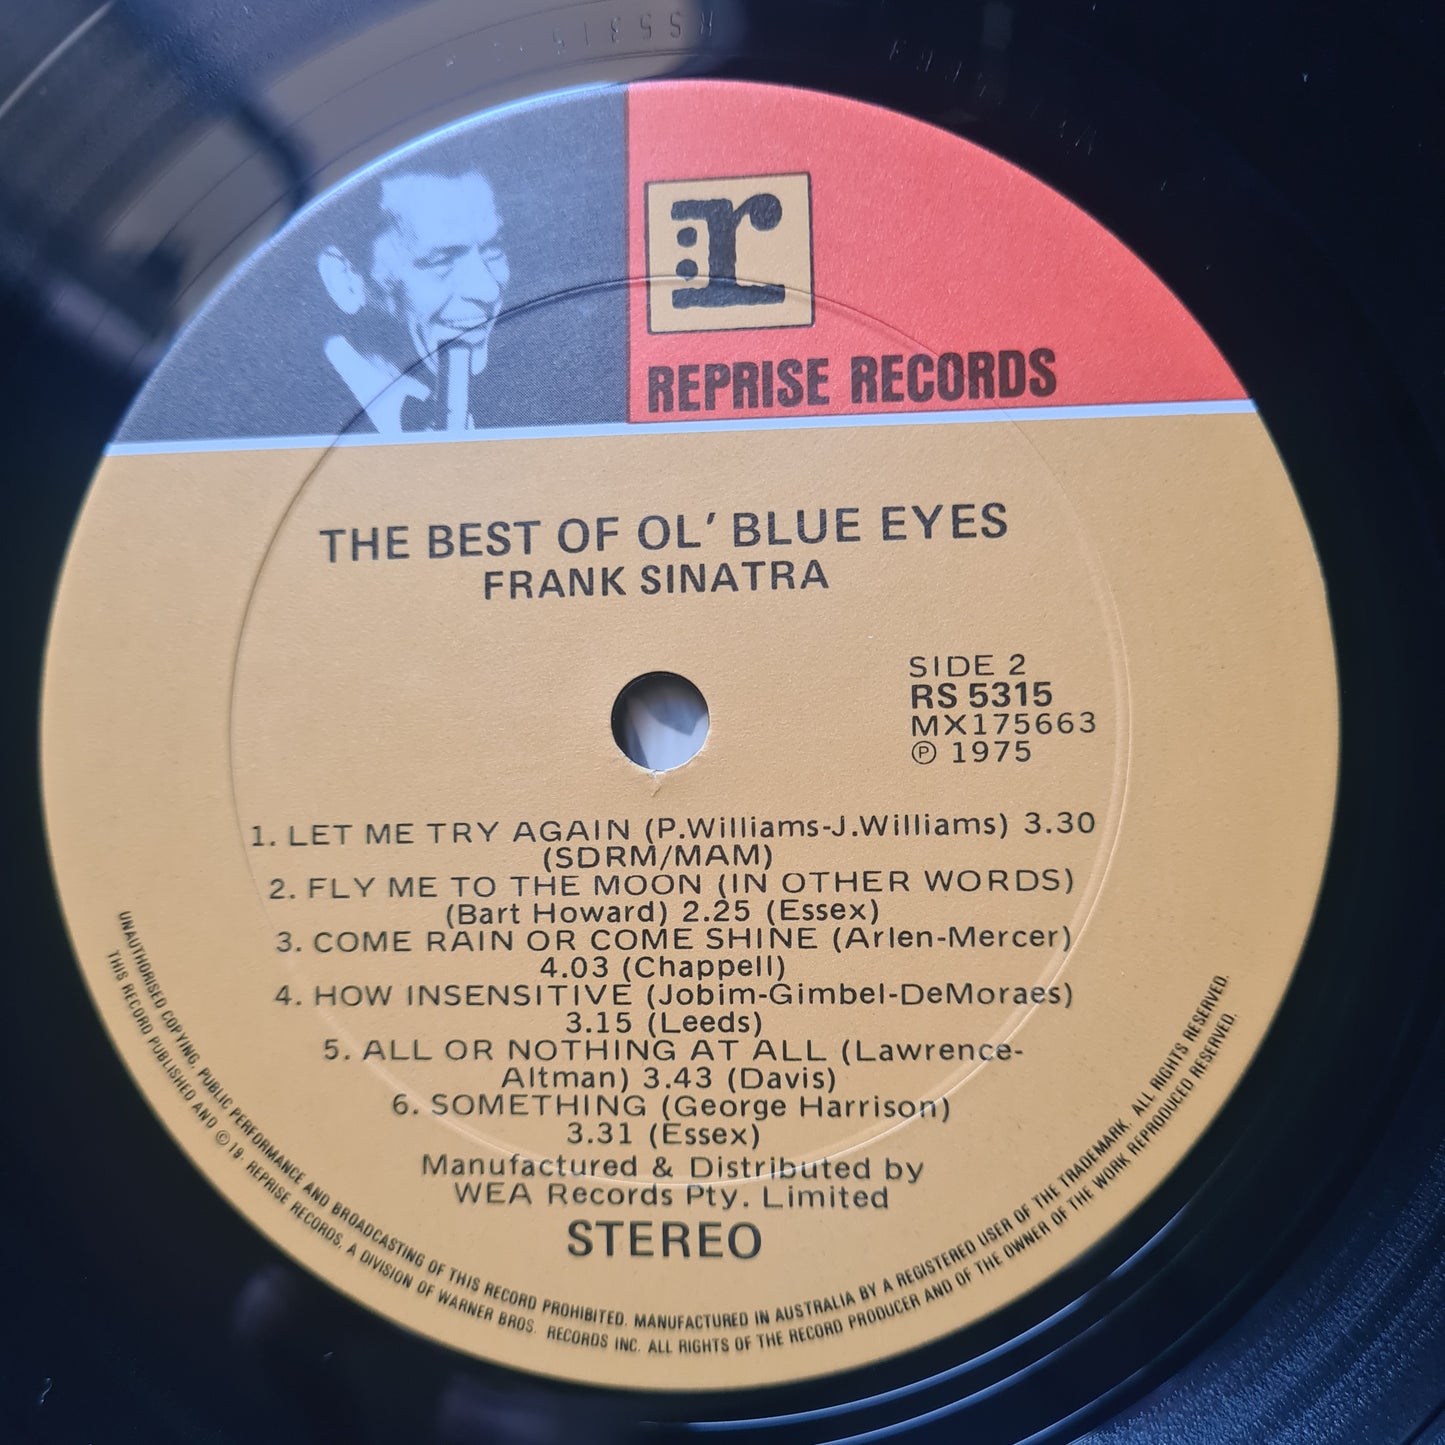 r
REPRISE RECORDS
THE BEST OF OL' BLUE EYES
FRANK SINATRA
SIDE 2
RS 5315
MX175663
Ⓟ 1975
1. LET ME TRY AGAIN (P.Williams-J.Williams) 3.30
(SDRM/MAM)
2. FLY ME TO THE MOON (IN OTHER WORDS)
(Bart Howard) 2.25 (Essex)
3. COME RAIN OR COME SHINE (Arlen-Mercer)
4.03 (Chappell)
4. HOW INSENSITIVE (Jobim-Gimbel-DeMoraes)
3.15 (Leeds)
5. ALL OR NOTHING AT ALL (Lawrence-
Altman) 3.43 (Davis)
6. SOMETHING (George Harrison)
3.31 (Essex)
Manufactured & Distributed by
WEA Records Pty. Limited
STEREO
UNAUTHORISED COPYING, PUBLIC PERFORMANCE AND BROADCASTING OF THIS RECORD PROHIBITED. MANUFACTURED IN AUSTRALIA BY A REGISTERED USER OF THE TRADEMARK. ALL RIGHTS RESERVED.
THIS RECORD PUBLISHED AND © 19· REPRISE RECORDS, A DIVISION OF WARNER BROS. RECORDS INC. ALL RIGHTS OF THE RECORD PRODUCER AND OF THE OWNER OF THE WORK REPRODUCED RESERVED.